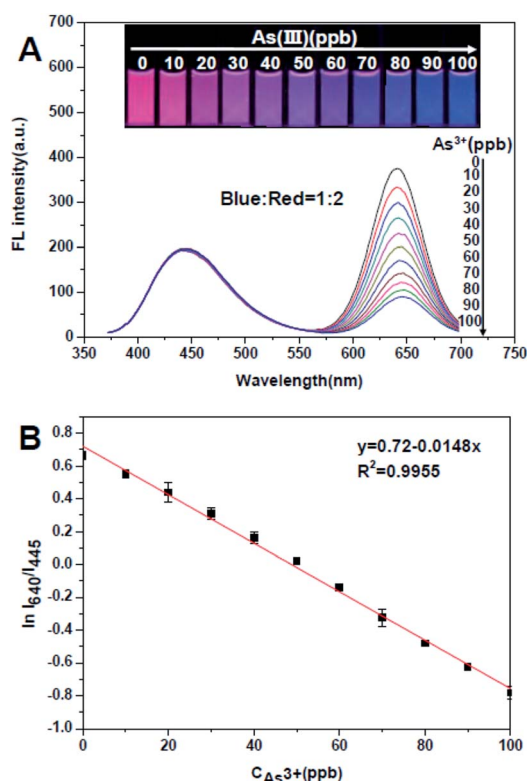 A
As(Ⅲ)(ppb)
0 10 20 30 40 50 60 70 80 90 100
As³⁺(ppb)
0
10
20
30
40
50
60
70
80
90
100
Blue:Red=1:2
FL intensity(a.u.)
700
600
500
400
300
200
100
0
350 400 450 500 550 600 650 700 750
Wavelength(nm)
B
y=0.72-0.0148x
R²=0.9955
ln I₆₄₀/I₄₄₅
0.8
0.6
0.4
0.2
0.0
-0.2
-0.4
-0.6
-0.8
-1.0
0 20 40 60 80 100
C As³⁺(ppb)